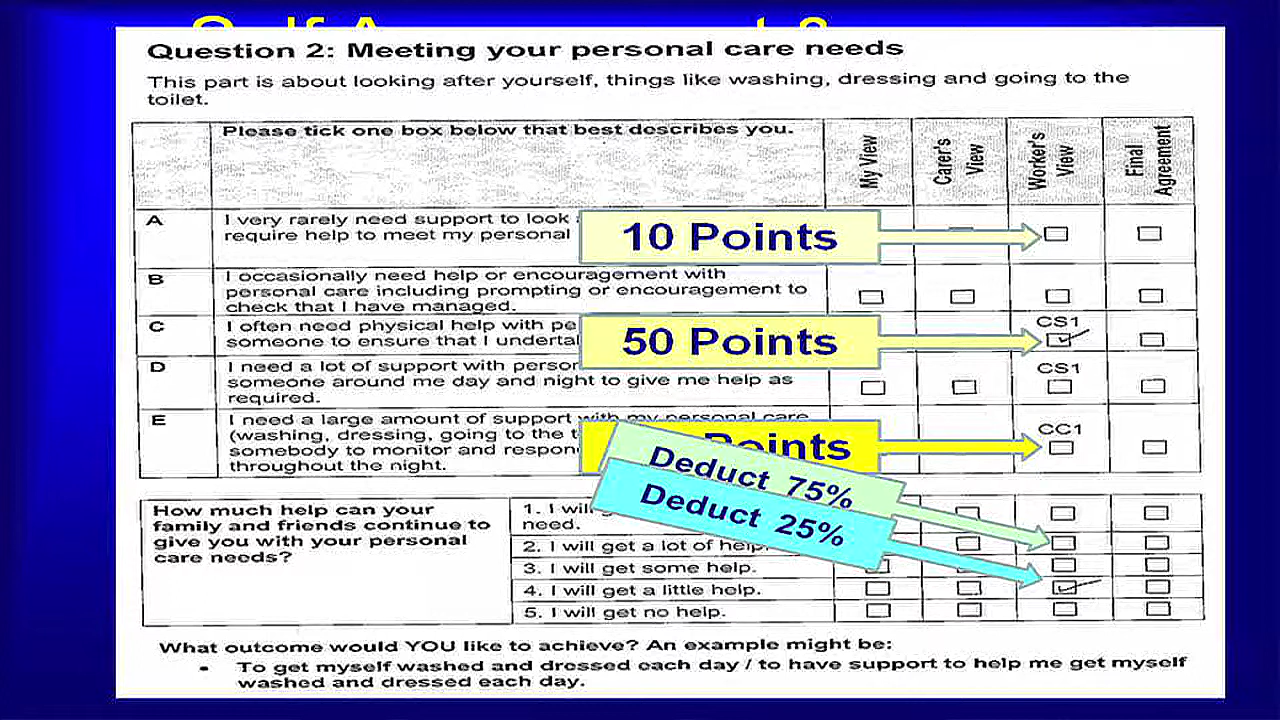 Question 2: Meeting your personal care needs
This part is about looking after yourself, things like washing, dressing and going to the
toilet.
Please tick one box below that best describes you.
My View
Carer's
View
Worker's
View
Final
Agreement
A
I very rarely need support to look
require help to meet my personal
10 Points
B
I occasionally need help or encouragement with
personal care including prompting or encouragement to
check that I have managed.
C
I often need physical help with
someone to ensure that I
50 Points
CS1
D
I need a lot of support with
someone around me day and night to give me help as
required.
CS1
E
I need a large amount of support with my personal care
(washing, dressing, going to the
somebody to monitor and
throughout the night.
Points
CC1
Deduct 75%
Deduct 25%
How much help can your
family and friends continue to
give you with your personal
care needs?
1. I will
need.
2. I will get a lot of help.
3. I will get some help.
4. I will get a little help.
5. I will get no help.
What outcome would YOU like to achieve? An example might be:
• To get myself washed and dressed each day / to have support to help me get myself
washed and dressed each day.